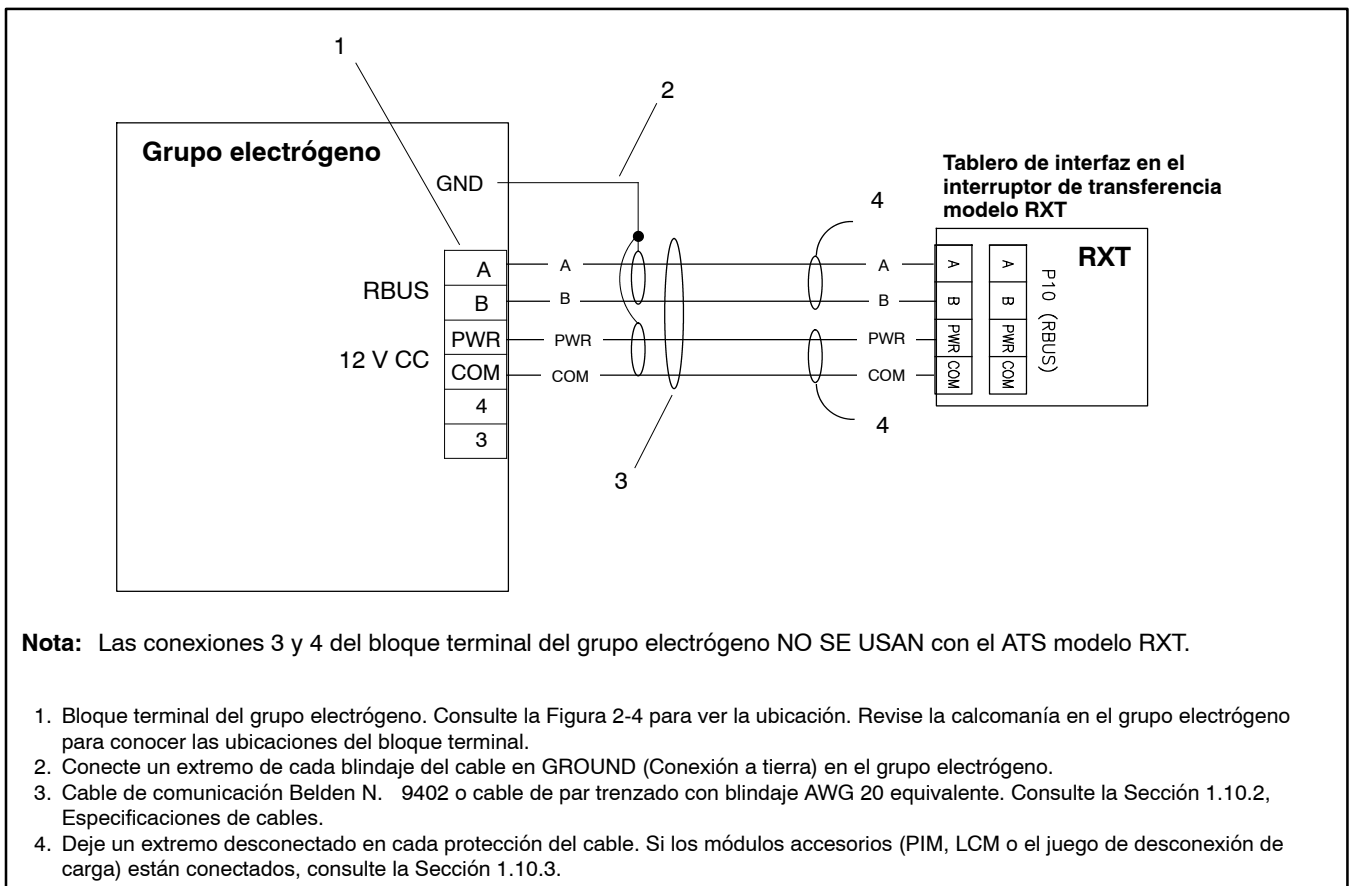 1
2
Grupo electrógeno
GND
Tablero de interfaz en el
interruptor de transferencia
modelo RXT
4
RXT
RBUS
A
B
A
B
A
B
A
B
A
B
P10 (RBUS)
12 V CC
PWR
COM
PWR
COM
PWR
COM
PWR
COM
PWR
COM
4
3
4
3
Nota: Las conexiones 3 y 4 del bloque terminal del grupo electrógeno NO SE USAN con el ATS modelo RXT.
1. Bloque terminal del grupo electrógeno. Consulte la Figura 2-4 para ver la ubicación. Revise la calcomanía en el grupo electrógeno
para conocer las ubicaciones del bloque terminal.
2. Conecte un extremo de cada blindaje del cable en GROUND (Conexión a tierra) en el grupo electrógeno.
3. Cable de comunicación Belden N. 9402 o cable de par trenzado con blindaje AWG 20 equivalente. Consulte la Sección 1.10.2,
Especificaciones de cables.
4. Deje un extremo desconectado en cada protección del cable. Si los módulos accesorios (PIM, LCM o el juego de desconexión de
carga) están conectados, consulte la Sección 1.10.3.